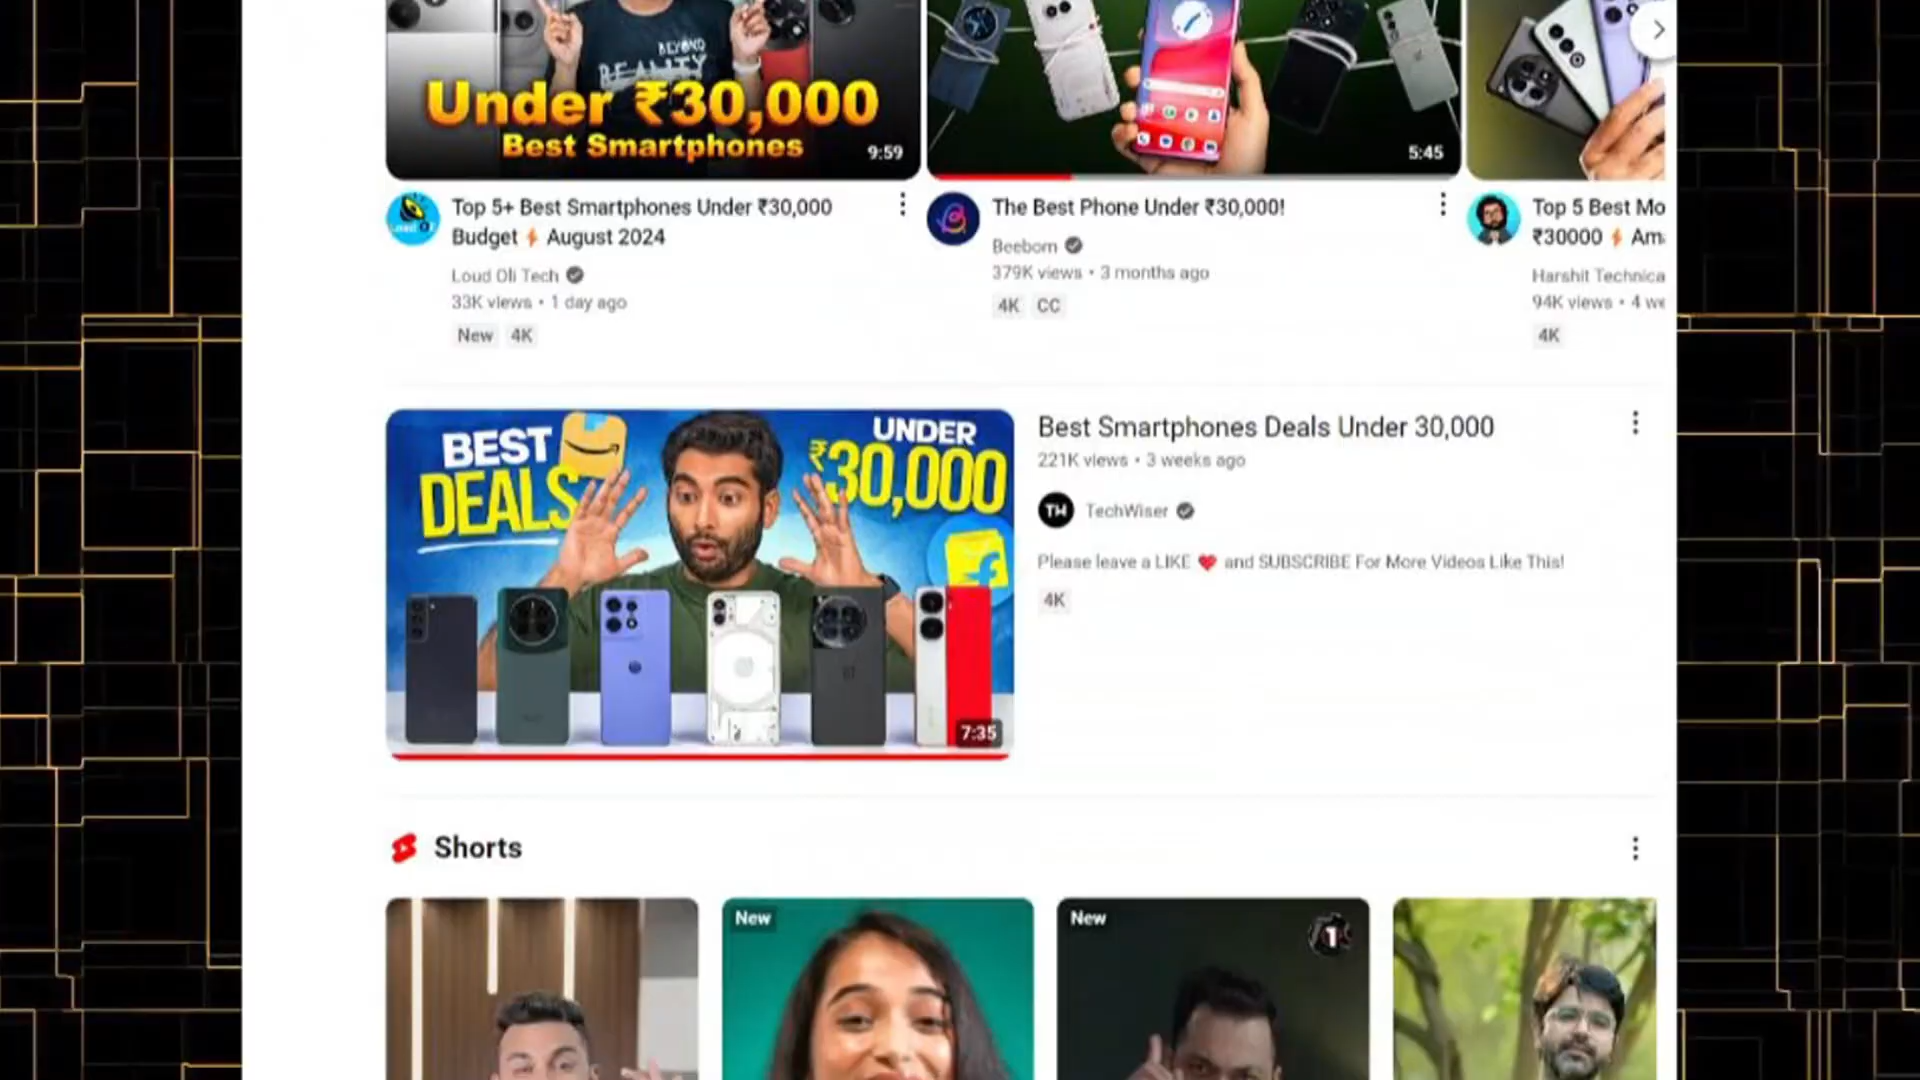 BEYOND
REALITY
Under ₹30,000
Best Smartphones
9:59
5:45
Top 5+ Best Smartphones Under ₹30,000
Budget⚡August 2024
Loud Oli Tech
33K views • 1 day ago
New 4K
The Best Phone Under ₹30,000!
Beebom
379K views • 3 months ago
4K CC
Top 5 Best Mo
₹30000⚡Am
Harshit Technica
94K views • 4 we
4K
BEST
DEALS
UNDER
₹30,000
7:35
Best Smartphones Deals Under 30,000
221K views • 3 weeks ago
TW
TechWiser
Please leave a LIKE ❤️ and SUBSCRIBE For More Videos Like This!
4K
Shorts
New
New
1